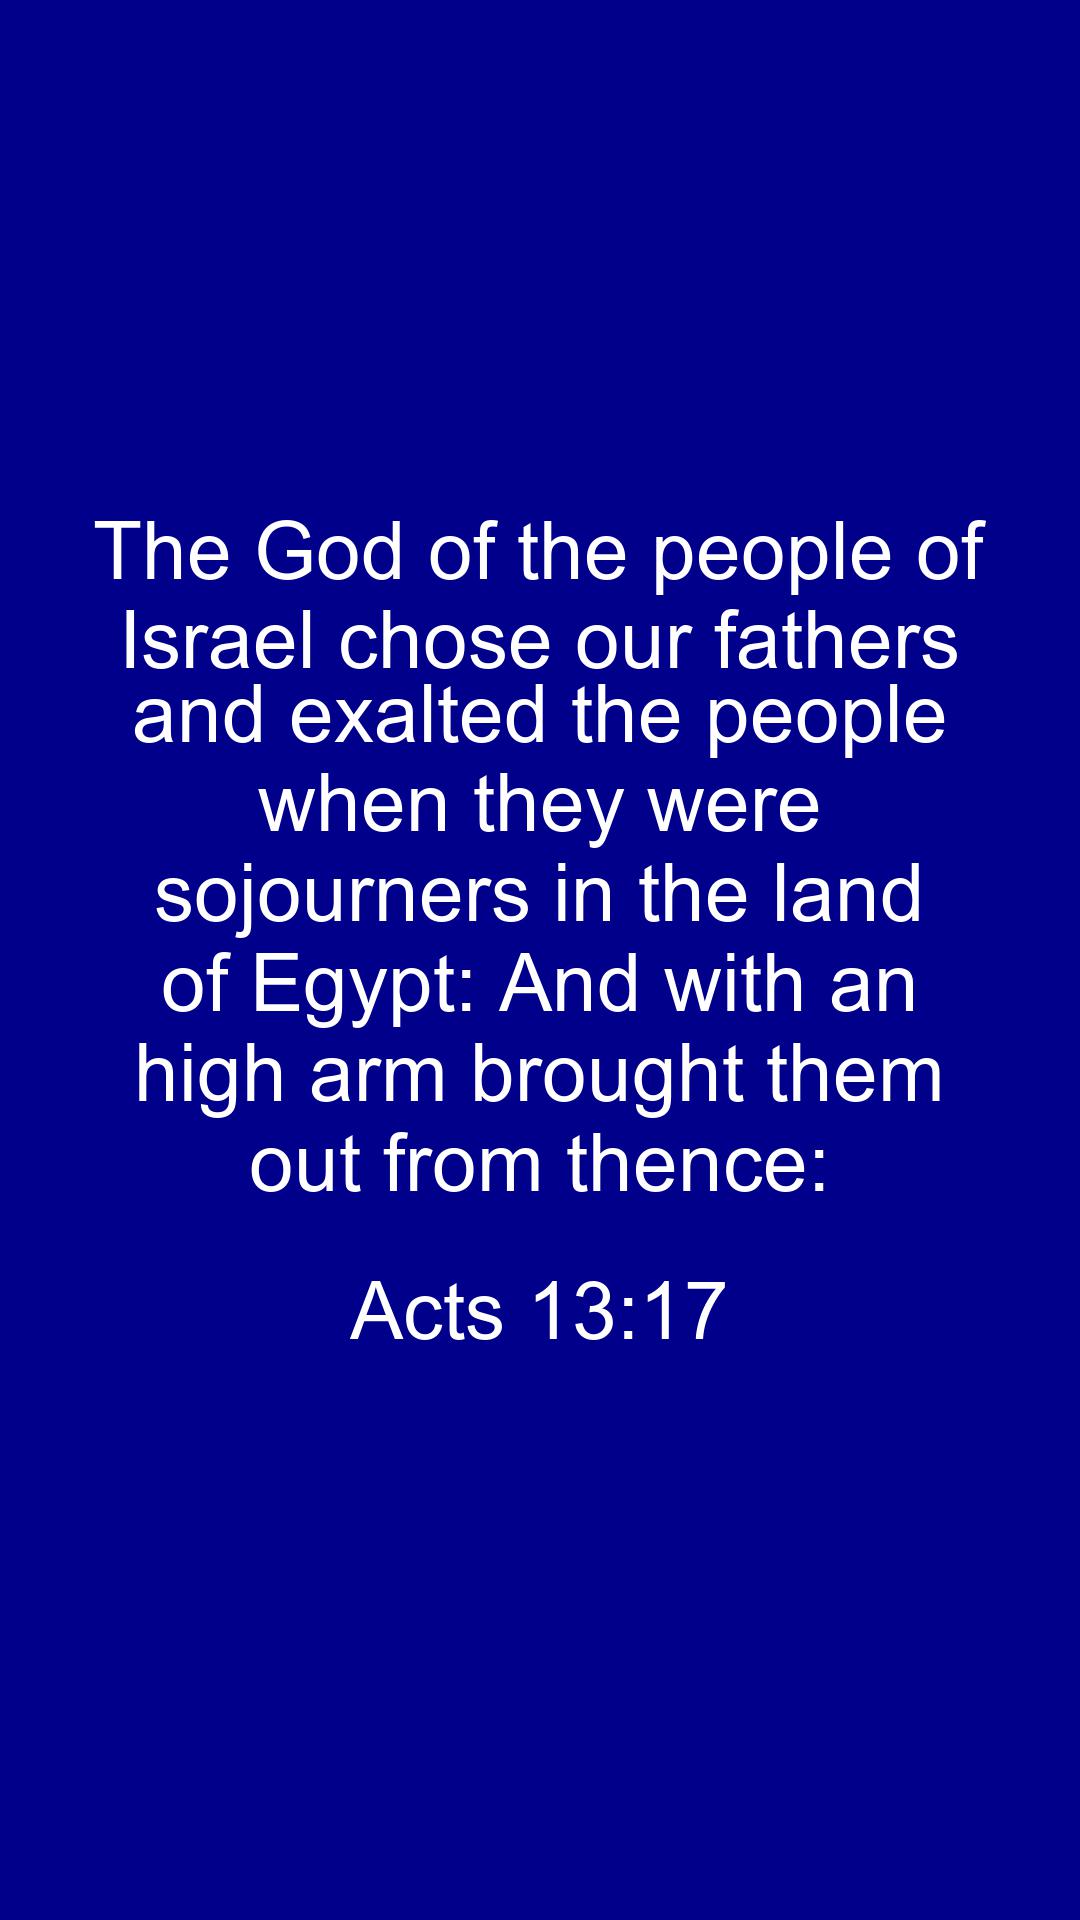 The God of the people of
Israel chose our fathers
and exalted the people
when they were
sojourners in the land
of Egypt: And with an
high arm brought them
out from thence:
Acts 13:17